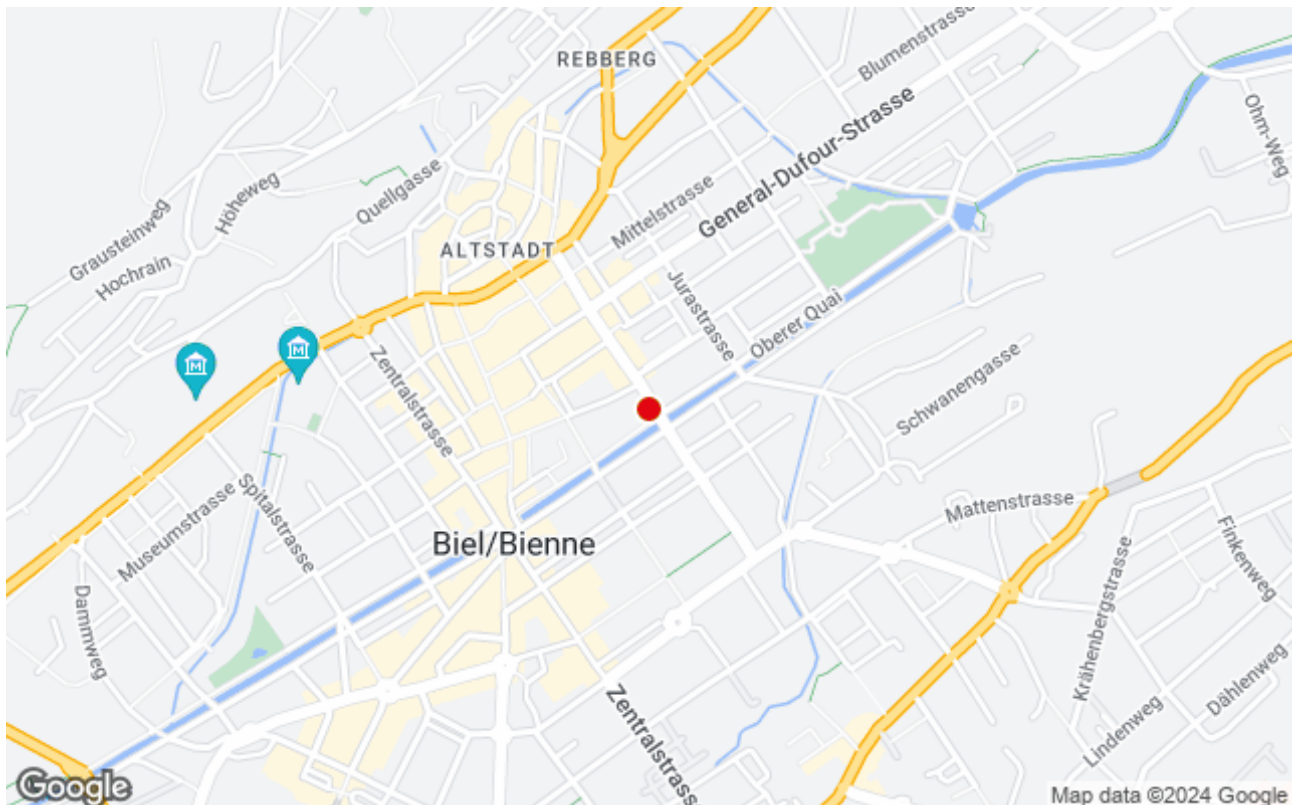 REBBERG
Blumenstrasse
General-Dufour-Strasse
Ohm-Weg
Quellgasse
Höheweg
Grausteinweg
Hochrain
ALTSTADT
Mittelstrasse
Jurastrasse
Oberer Quai
Zentralstrasse
Schwanengasse
Museumstrasse
Spitalstrasse
Dammweg
Biel/Bienne
Mattenstrasse
Krähenbergstrasse
Finkenweg
Lindenweg
Dählenweg
Zentralstrasse
M
M
Google
Map data ©2024 Google